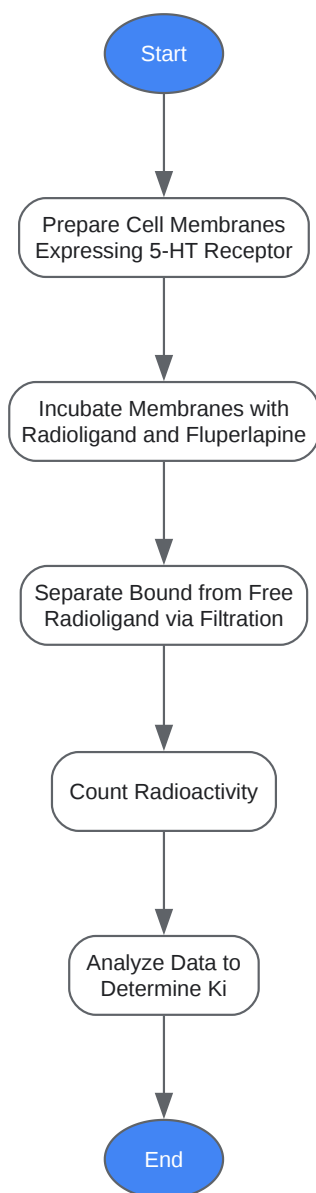 Start
Prepare Cell Membranes
Expressing 5-HT Receptor
Incubate Membranes with
Radioligand and Fluperlapine
Separate Bound from Free
Radioligand via Filtration
Count Radioactivity
Analyze Data to
Determine Ki
End